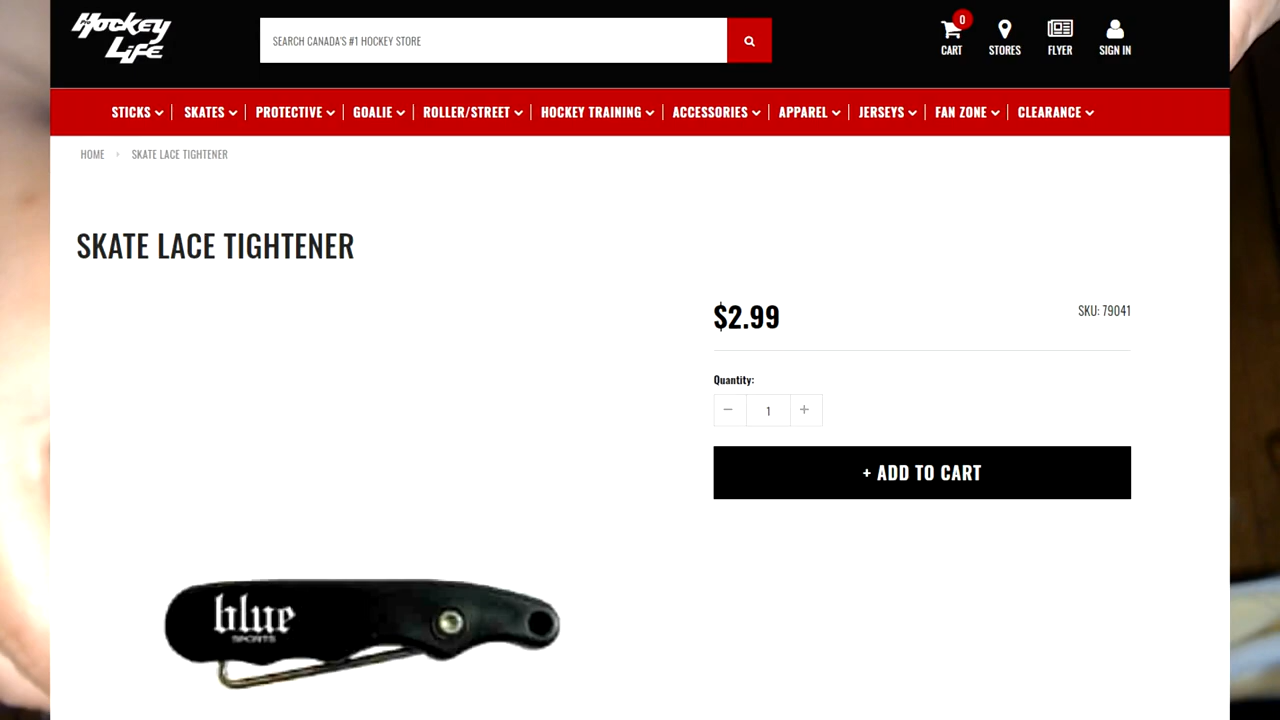 Hockey Life
SEARCH CANADA'S #1 HOCKEY STORE
0
CART
STORES
FLYER
SIGN IN
STICKS
SKATES
PROTECTIVE
GOALIE
ROLLER/STREET
HOCKEY TRAINING
ACCESSORIES
APPAREL
JERSEYS
FAN ZONE
CLEARANCE
HOME > SKATE LACE TIGHTENER
SKATE LACE TIGHTENER
$2.99
SKU: 79041
Quantity:
− 1 +
+ ADD TO CART
blue
SPORTS